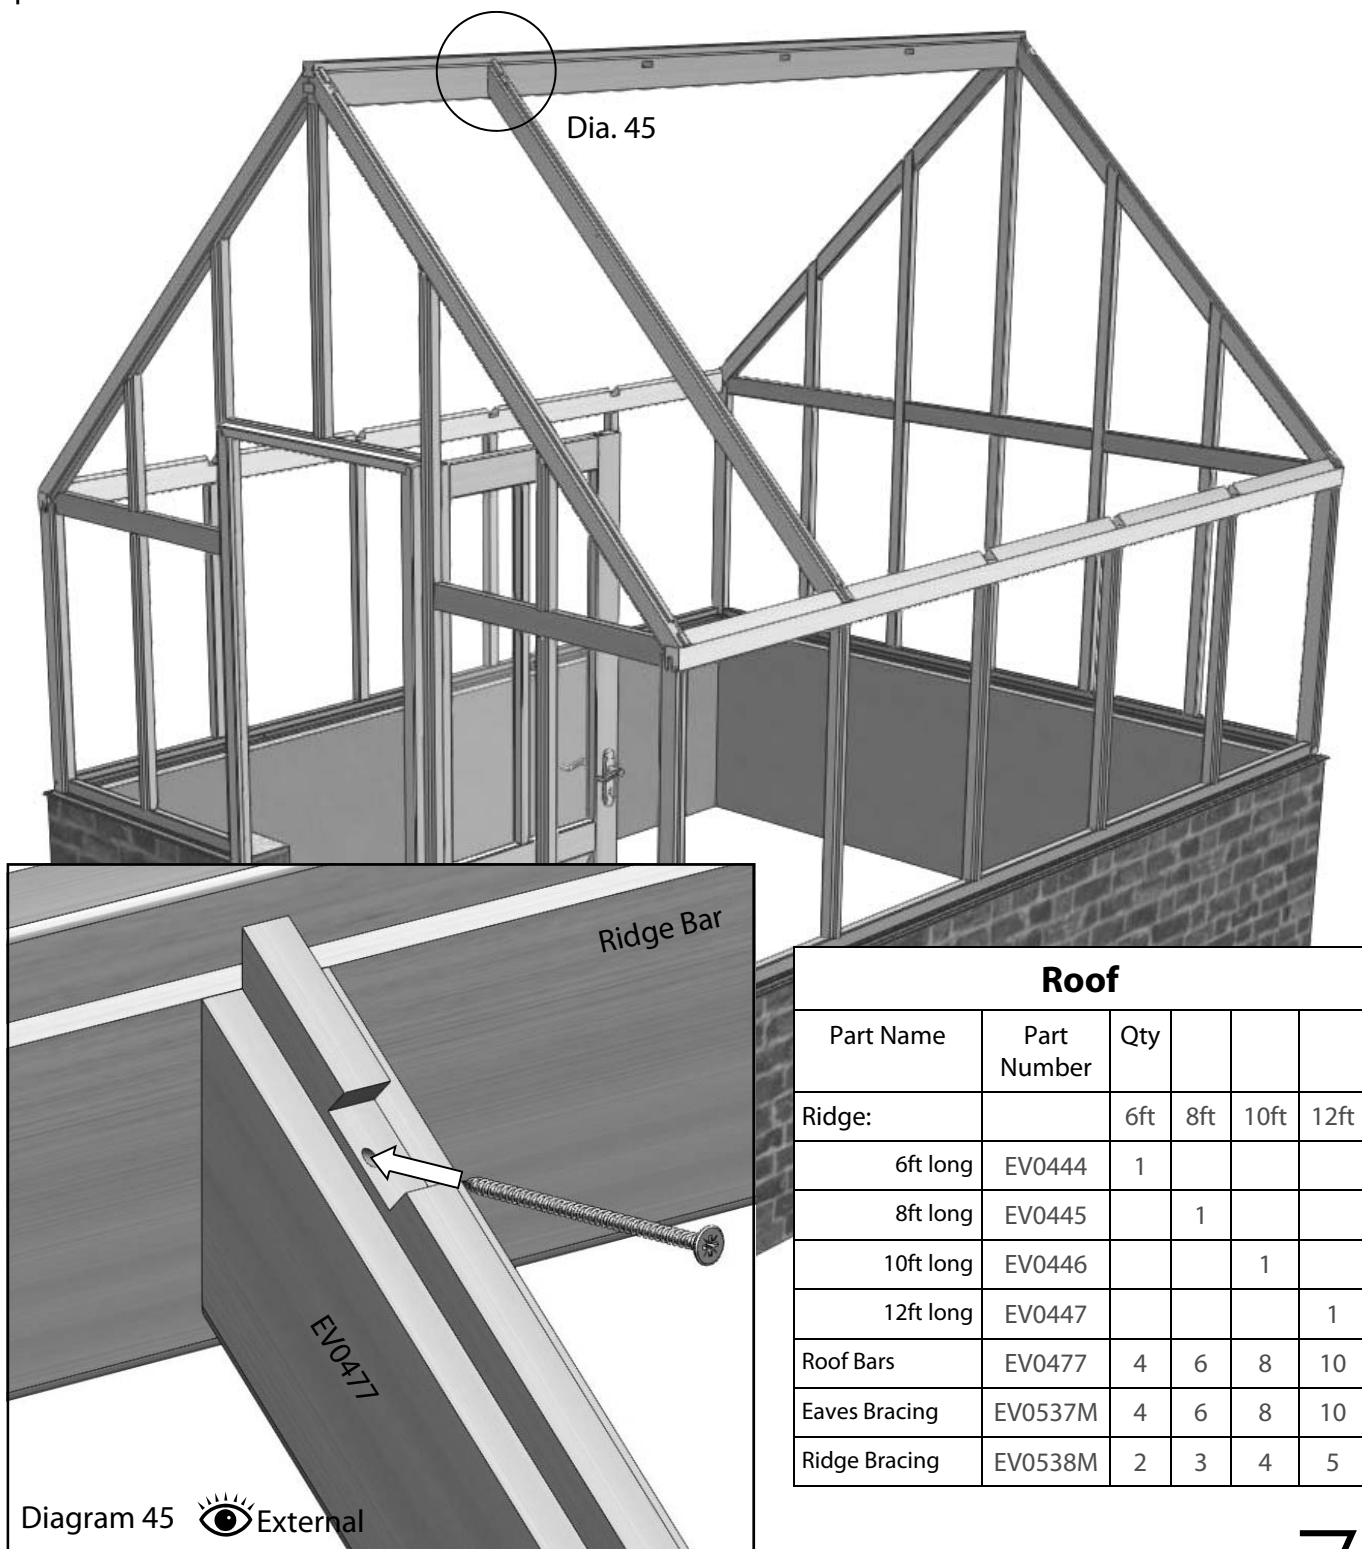 Dia. 45
Ridge Bar
EV0477
Diagram 45 External
Roof
Part Name Part Number Qty
Ridge: 6ft 8ft 10ft 12ft
6ft long EV0444 1
8ft long EV0445 1
10ft long EV0446 1
12ft long EV0447 1
Roof Bars EV0477 4 6 8 10
Eaves Bracing EV0537M 4 6 8 10
Ridge Bracing EV0538M 2 3 4 5